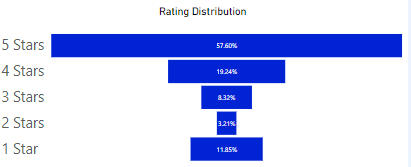 Rating Distribution
5 Stars 57.60%
4 Stars 19.24%
3 Stars 8.32%
2 Stars 3.21%
1 Star 11.85%